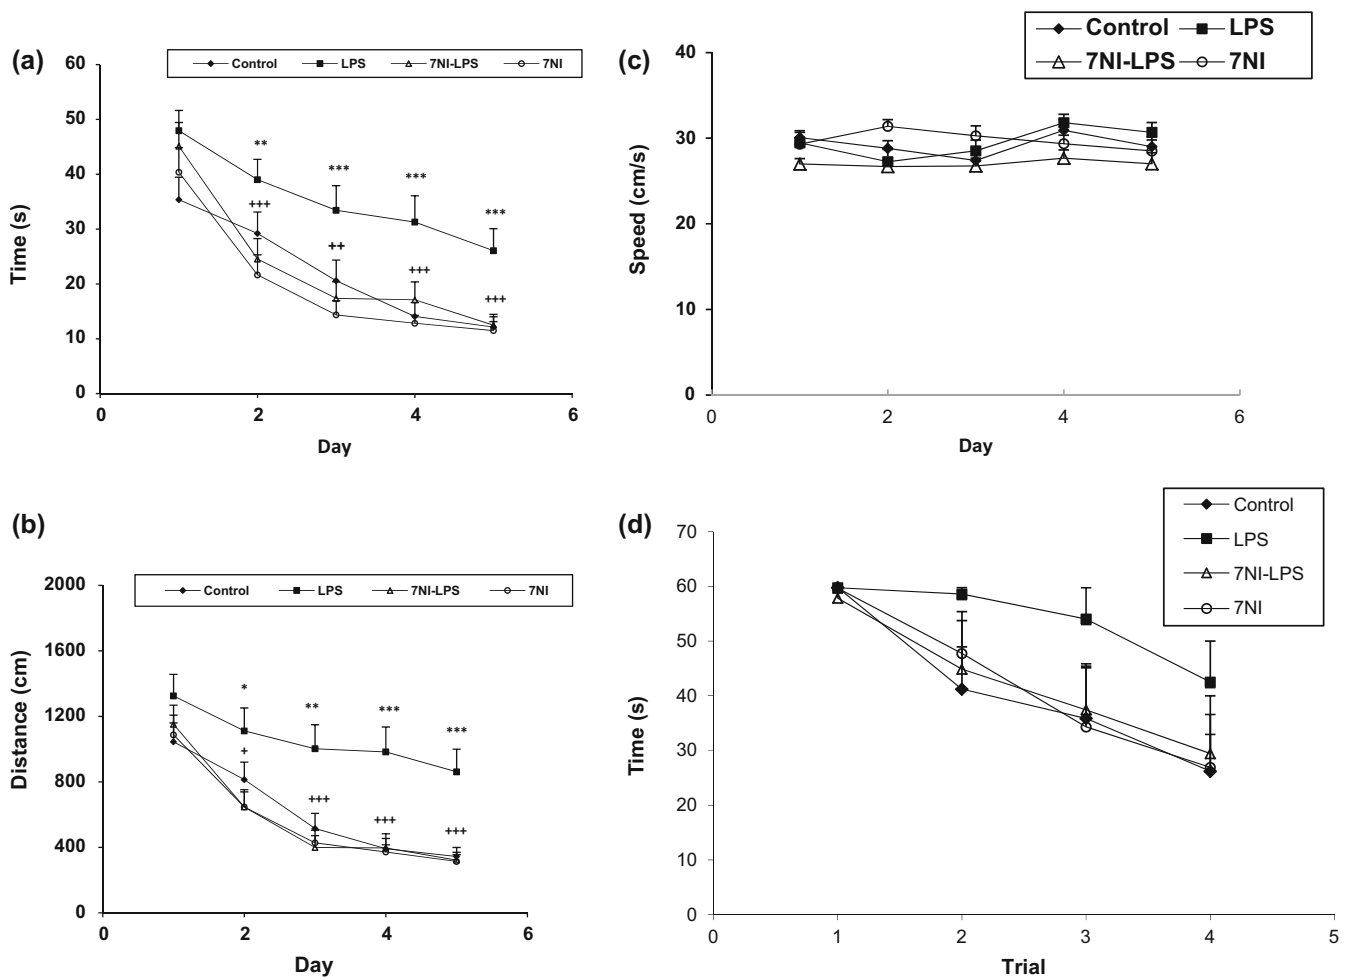 (a)
Control LPS 7NI-LPS 7NI
60
50
40
30
20
10
0
** *** *** ***
+++ ++ +++ +++
0 2 4 6
Time (s)
Day
(c)
Control LPS
7NI-LPS 7NI
40
30
20
10
0
0 2 4 6
Speed (cm/s)
Day
(b)
Control LPS 7NI-LPS 7NI
2000
1600
1200
800
400
0
* ** *** ***
+ +++ +++ +++
0 2 4 6
Distance (cm)
Day
(d)
Control
LPS
7NI-LPS
7NI
70
60
50
40
30
20
10
0
0 1 2 3 4 5
Time (s)
Trial